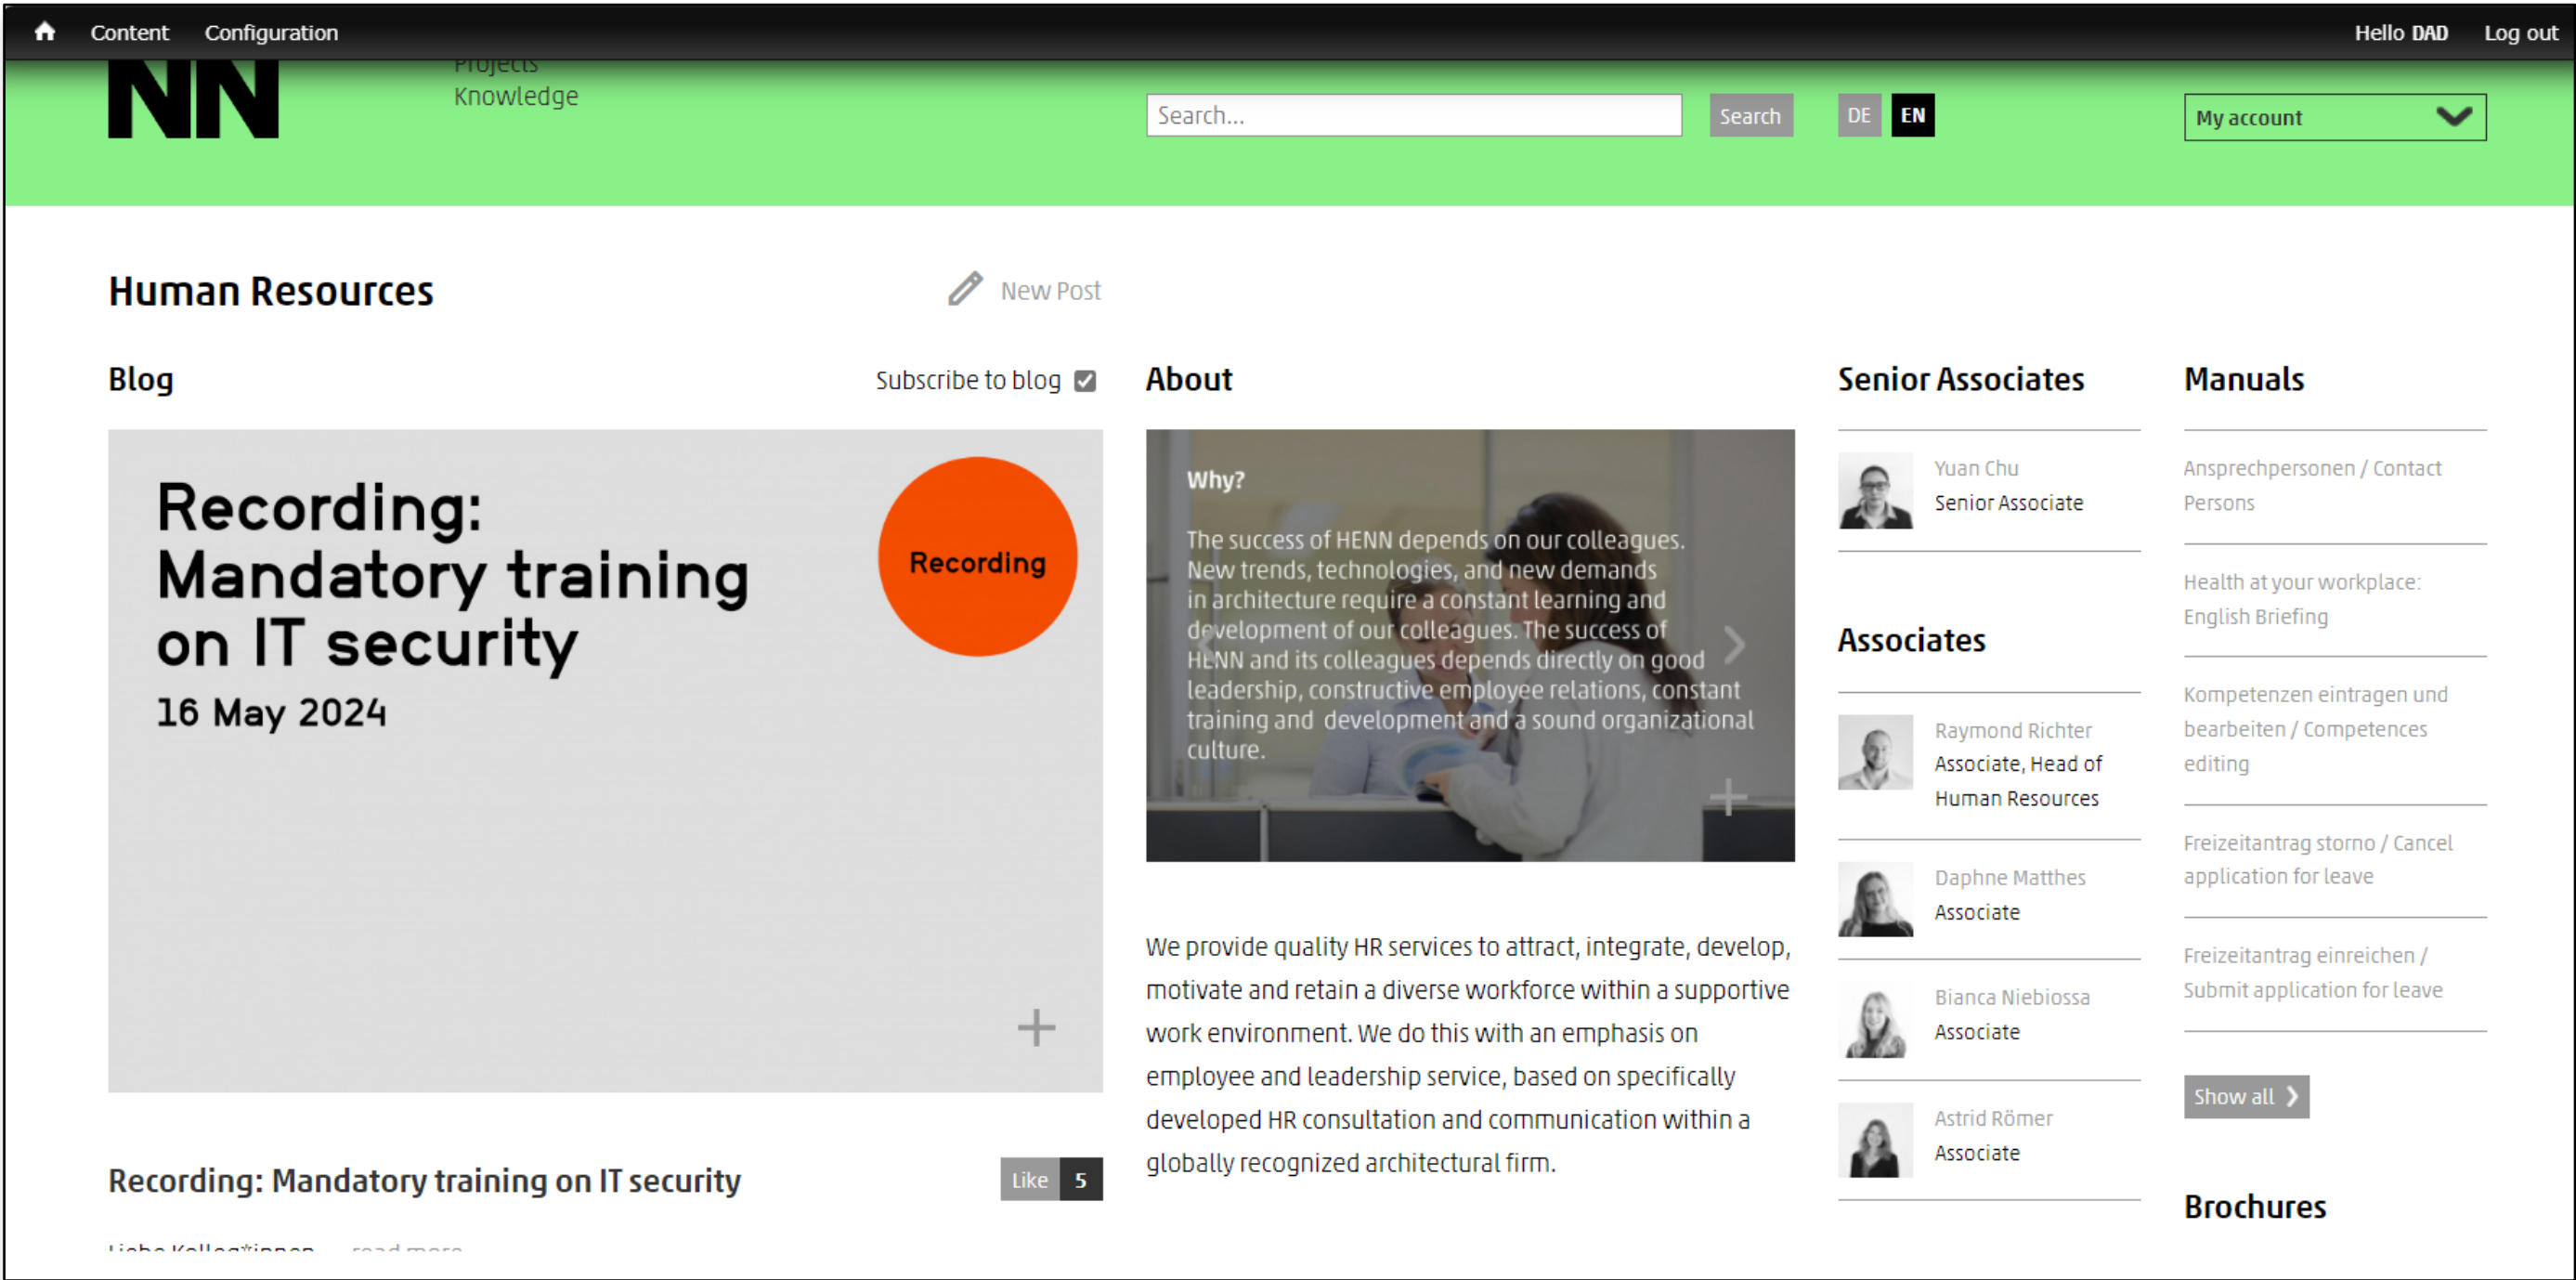 Content Configuration Hello DAD Log out
NN
Projects
Knowledge
Search... Search DE EN My account
Human Resources
New Post
Blog
Subscribe to blog
Recording:
Mandatory training
on IT security
16 May 2024
Recording
Recording: Mandatory training on IT security
Like 5
Liebe Kolleg*innen read more
About
Why?
The success of HENN depends on our colleagues.
New trends, technologies, and new demands
in architecture require a constant learning and
development of our colleagues. The success of
HENN and its colleagues depends directly on good
leadership, constructive employee relations, constant
training and development and a sound organizational
culture.
We provide quality HR services to attract, integrate, develop,
motivate and retain a diverse workforce within a supportive
work environment. We do this with an emphasis on
employee and leadership service, based on specifically
developed HR consultation and communication within a
globally recognized architectural firm.
Senior Associates
Yuan Chu
Senior Associate
Associates
Raymond Richter
Associate, Head of
Human Resources
Daphne Matthes
Associate
Bianca Niebiossa
Associate
Astrid Römer
Associate
Manuals
Ansprechpersonen / Contact
Persons
Health at your workplace:
English Briefing
Kompetenzen eintragen und
bearbeiten / Competences
editing
Freizeitantrag storno / Cancel
application for leave
Freizeitantrag einreichen /
Submit application for leave
Show all
Brochures